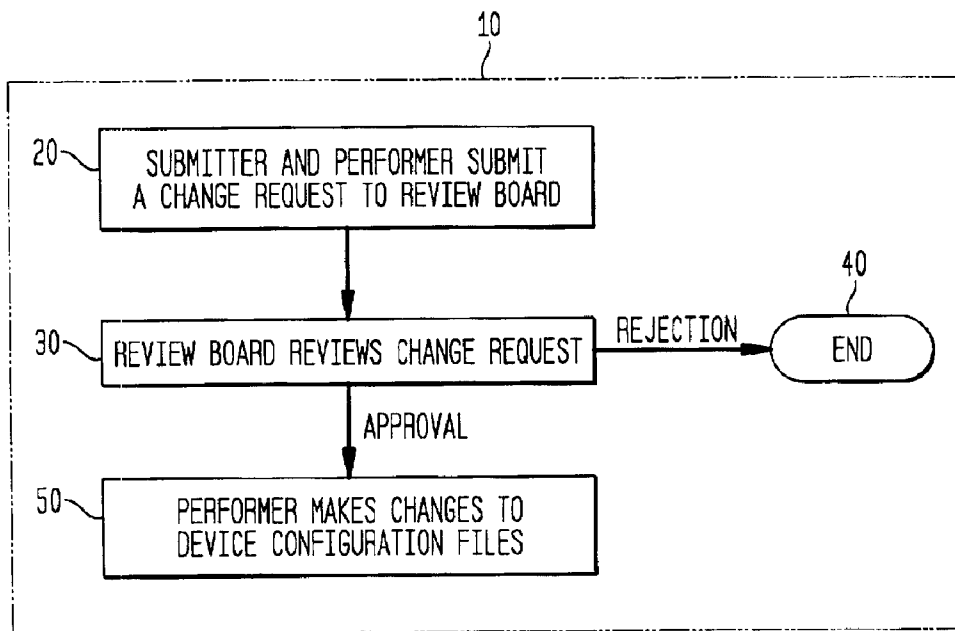 10
20
SUBMITTER AND PERFORMER SUBMIT
A CHANGE REQUEST TO REVIEW BOARD
30
REVIEW BOARD REVIEWS CHANGE REQUEST
REJECTION
40
END
APPROVAL
50
PERFORMER MAKES CHANGES TO
DEVICE CONFIGURATION FILES